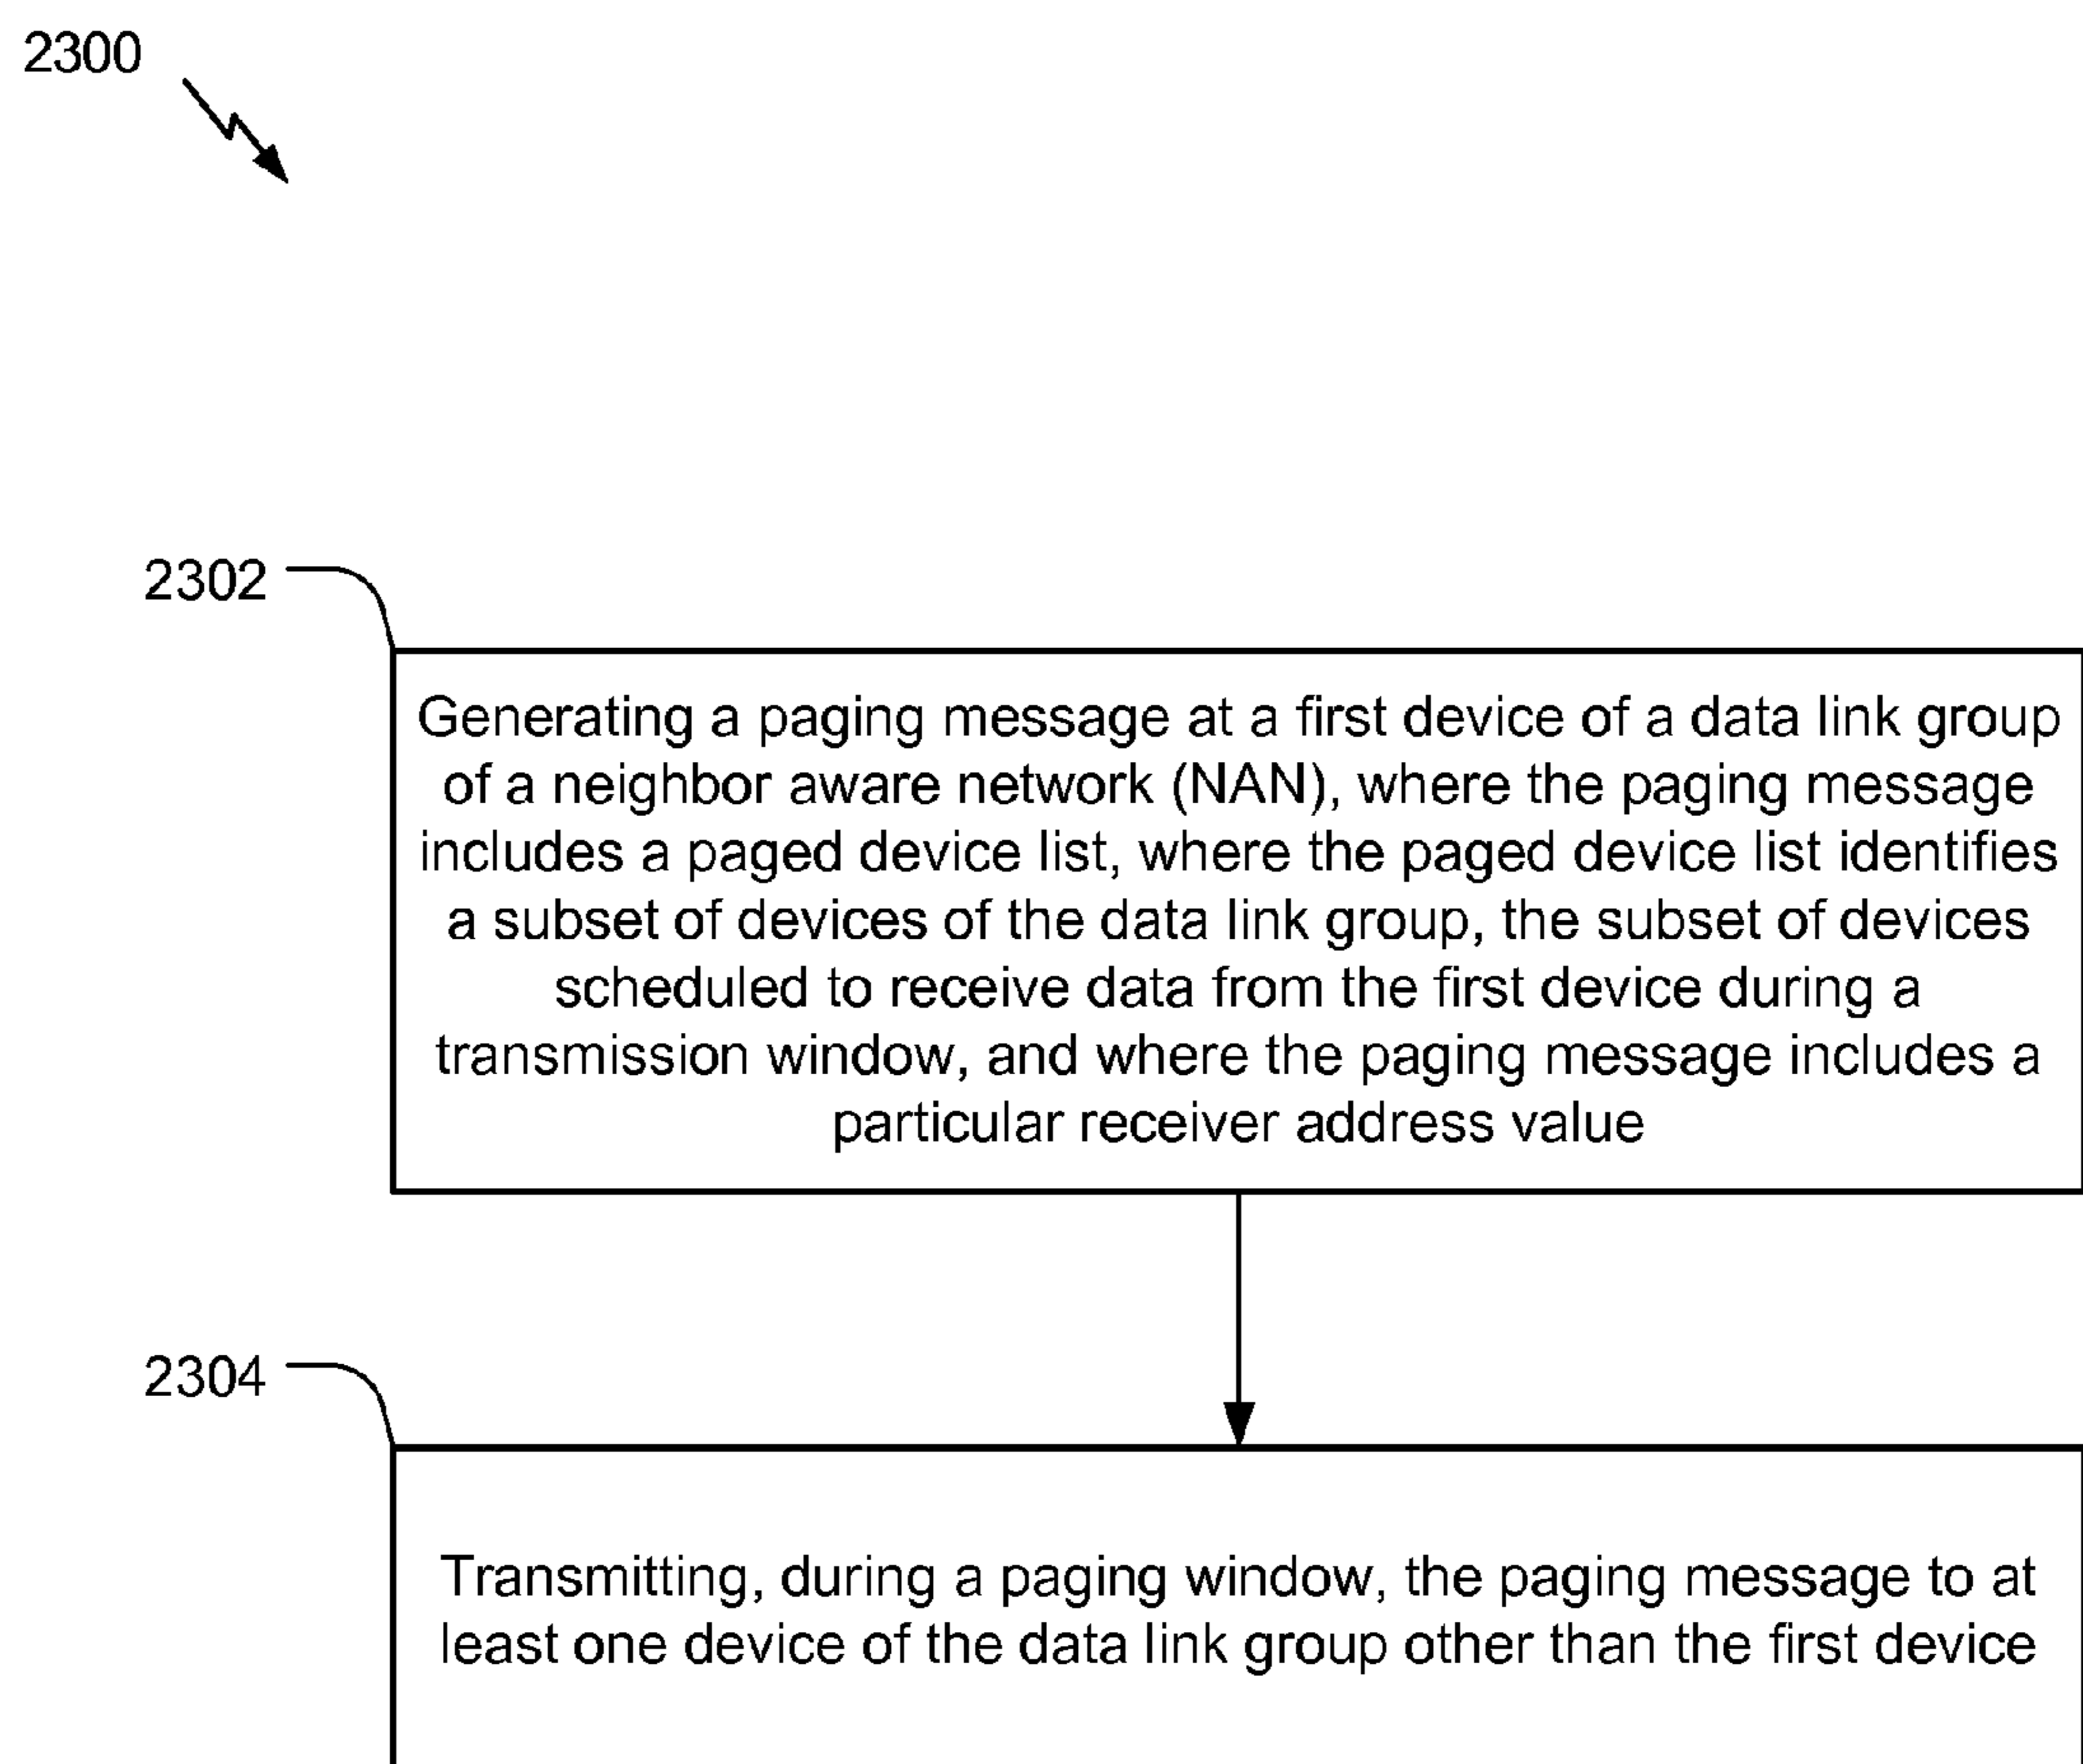 2300
2302
Generating a paging message at a first device of a data link group
of a neighbor aware network (NAN), where the paging message
includes a paged device list, where the paged device list identifies
a subset of devices of the data link group, the subset of devices
scheduled to receive data from the first device during a
transmission window, and where the paging message includes a
particular receiver address value
2304
Transmitting, during a paging window, the paging message to at
least one device of the data link group other than the first device